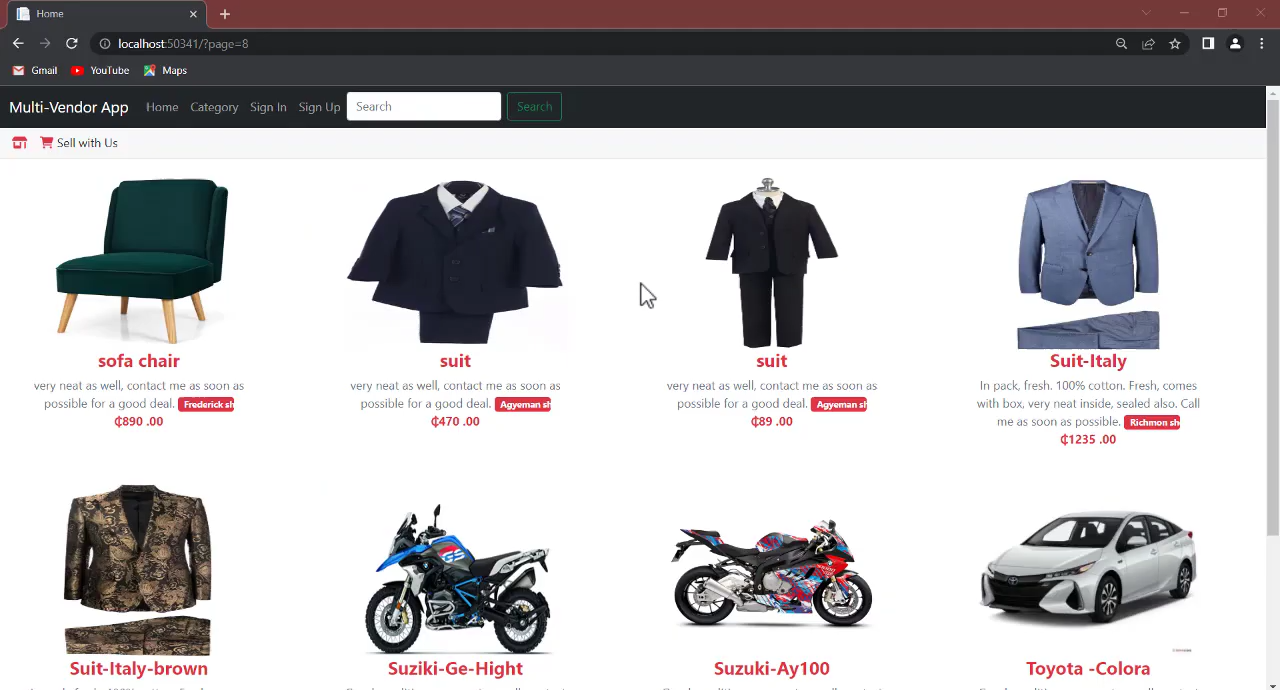 Home
localhost:50341/?page=8
Gmail YouTube Maps
Multi-Vendor App Home Category Sign In Sign Up Search Search
Sell with Us
sofa chair
very neat as well, contact me as soon as
possible for a good deal. Frederick sh
₵890 .00
suit
very neat as well, contact me as soon as
possible for a good deal. Agyeman sh
₵470 .00
suit
very neat as well, contact me as soon as
possible for a good deal. Agyeman sh
₵89 .00
Suit-Italy
In pack, fresh. 100% cotton. Fresh, comes
with box, very neat inside, sealed also. Call
me as soon as possible. Richmon sh
₵1235 .00
Suit-Italy-brown
Suziki-Ge-Hight
Suzuki-Ay100
Toyota -Colora